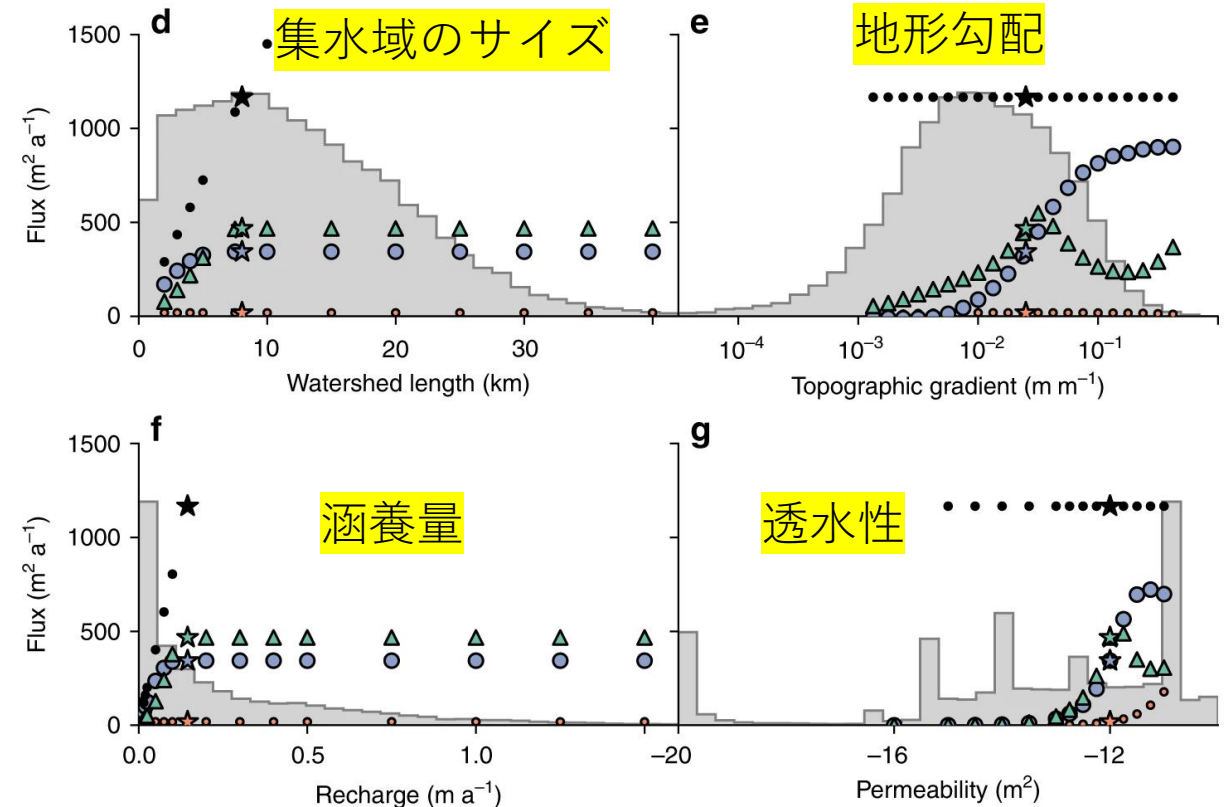 d 集水域のサイズ
e 地形勾配
1500
1000
500
0
Flux (m² a⁻¹)
0 10 20 30
10⁻⁴ 10⁻³ 10⁻² 10⁻¹
Watershed length (km)
Topographic gradient (m m⁻¹)
f 涵養量
g 透水性
1500
1000
500
0
Flux (m² a⁻¹)
0.0 0.5 1.0
−20 −16 −12
Recharge (m a⁻¹)
Permeability (m²)